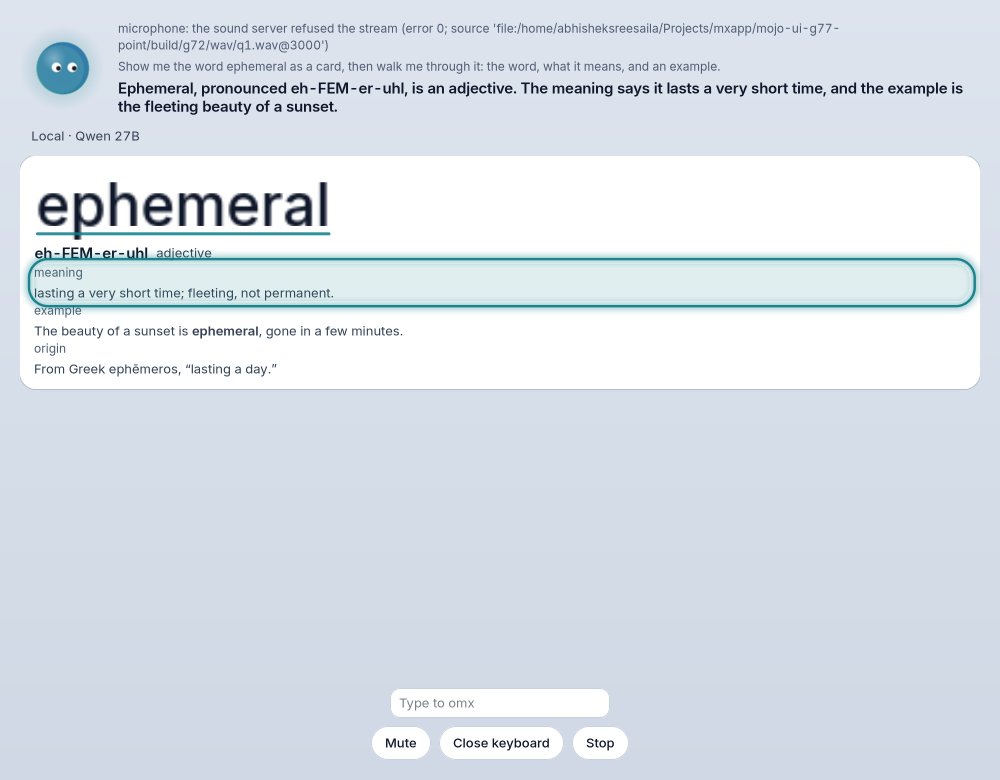 microphone: the sound server refused the stream (error 0; source 'file:/home/abhisheksreesaila/Projects/mxapp/mojo-ui-g77-
point/build/g72/wav/q1.wav@3000')
Show me the word ephemeral as a card, then walk me through it: the word, what it means, and an example.
Ephemeral, pronounced eh-FEM-er-uhl, is an adjective. The meaning says it lasts a very short time, and the example is
the fleeting beauty of a sunset.
Local · Qwen 27B
ephemeral
eh-FEM-er-uhl adjective
meaning
lasting a very short time; fleeting, not permanent.
example
The beauty of a sunset is ephemeral, gone in a few minutes.
origin
From Greek ephēmeros, “lasting a day.”
Type to omx
Mute Close keyboard Stop